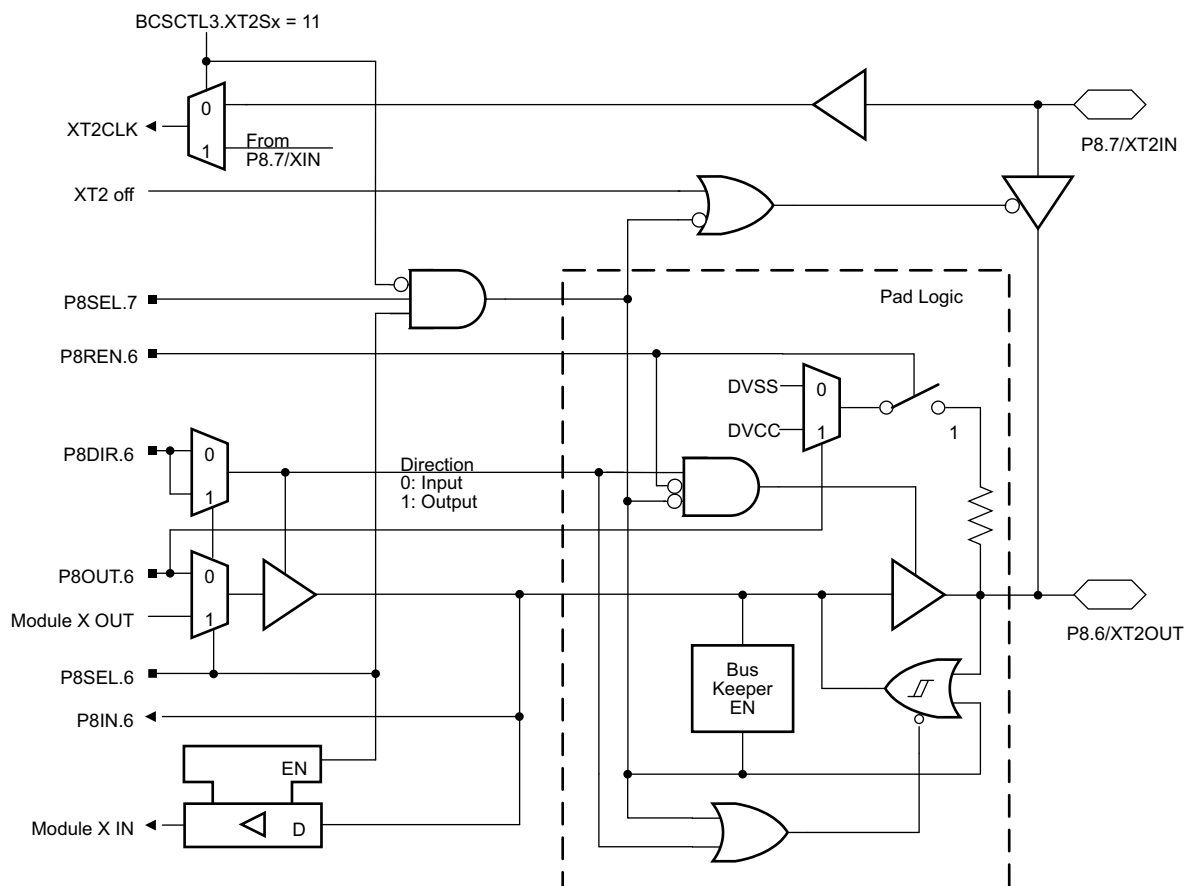 BCSCTL3.XT2Sx = 11
0
XT2CLK
From
1
P8.7/XIN
P8.7/XT2IN
XT2 off
Pad Logic
P8SEL.7
P8REN.6
DVSS
0
DVCC
1
1
P8DIR.6
0
1
Direction
0: Input
1: Output
P8OUT.6
0
Module X OUT
1
P8.6/XT2OUT
P8SEL.6
Bus
Keeper
EN
P8IN.6
EN
Module X IN
D